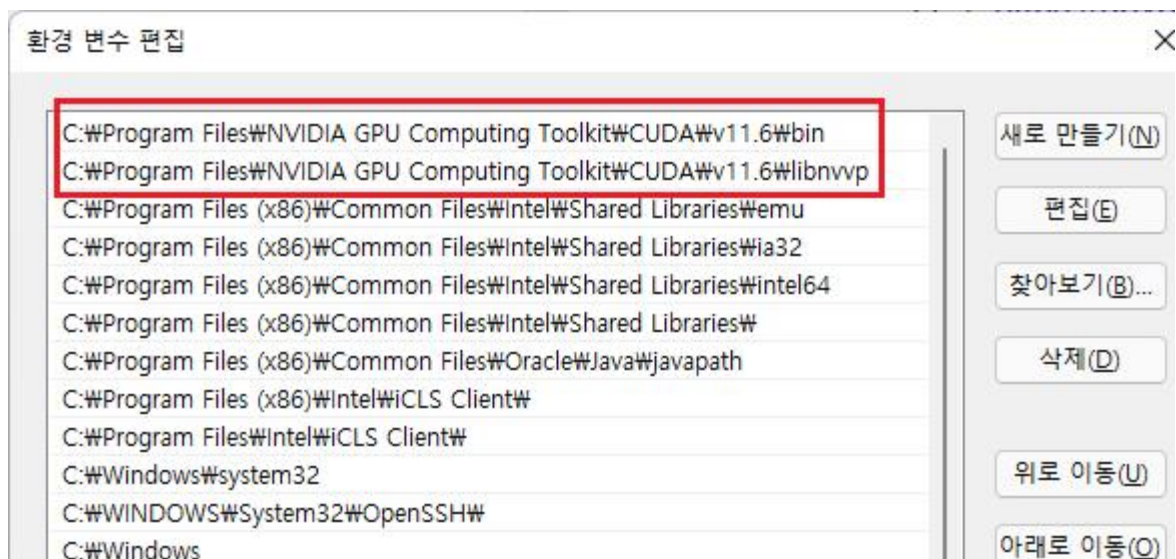 환경 변수 편집
C:₩Program Files₩NVIDIA GPU Computing Toolkit₩CUDA₩v11.6₩bin
C:₩Program Files₩NVIDIA GPU Computing Toolkit₩CUDA₩v11.6₩libnvvp
C:₩Program Files (x86)₩Common Files₩Intel₩Shared Libraries₩emu
C:₩Program Files (x86)₩Common Files₩Intel₩Shared Libraries₩ia32
C:₩Program Files (x86)₩Common Files₩Intel₩Shared Libraries₩intel64
C:₩Program Files (x86)₩Common Files₩Intel₩Shared Libraries₩
C:₩Program Files (x86)₩Common Files₩Oracle₩Java₩javapath
C:₩Program Files (x86)₩Intel₩iCLS Client₩
C:₩Program Files₩Intel₩iCLS Client₩
C:₩Windows₩system32
C:₩WINDOWS₩System32₩OpenSSH₩
C:₩Windows
새로 만들기(N)
편집(E)
찾아보기(B)...
삭제(D)
위로 이동(U)
아래로 이동(O)